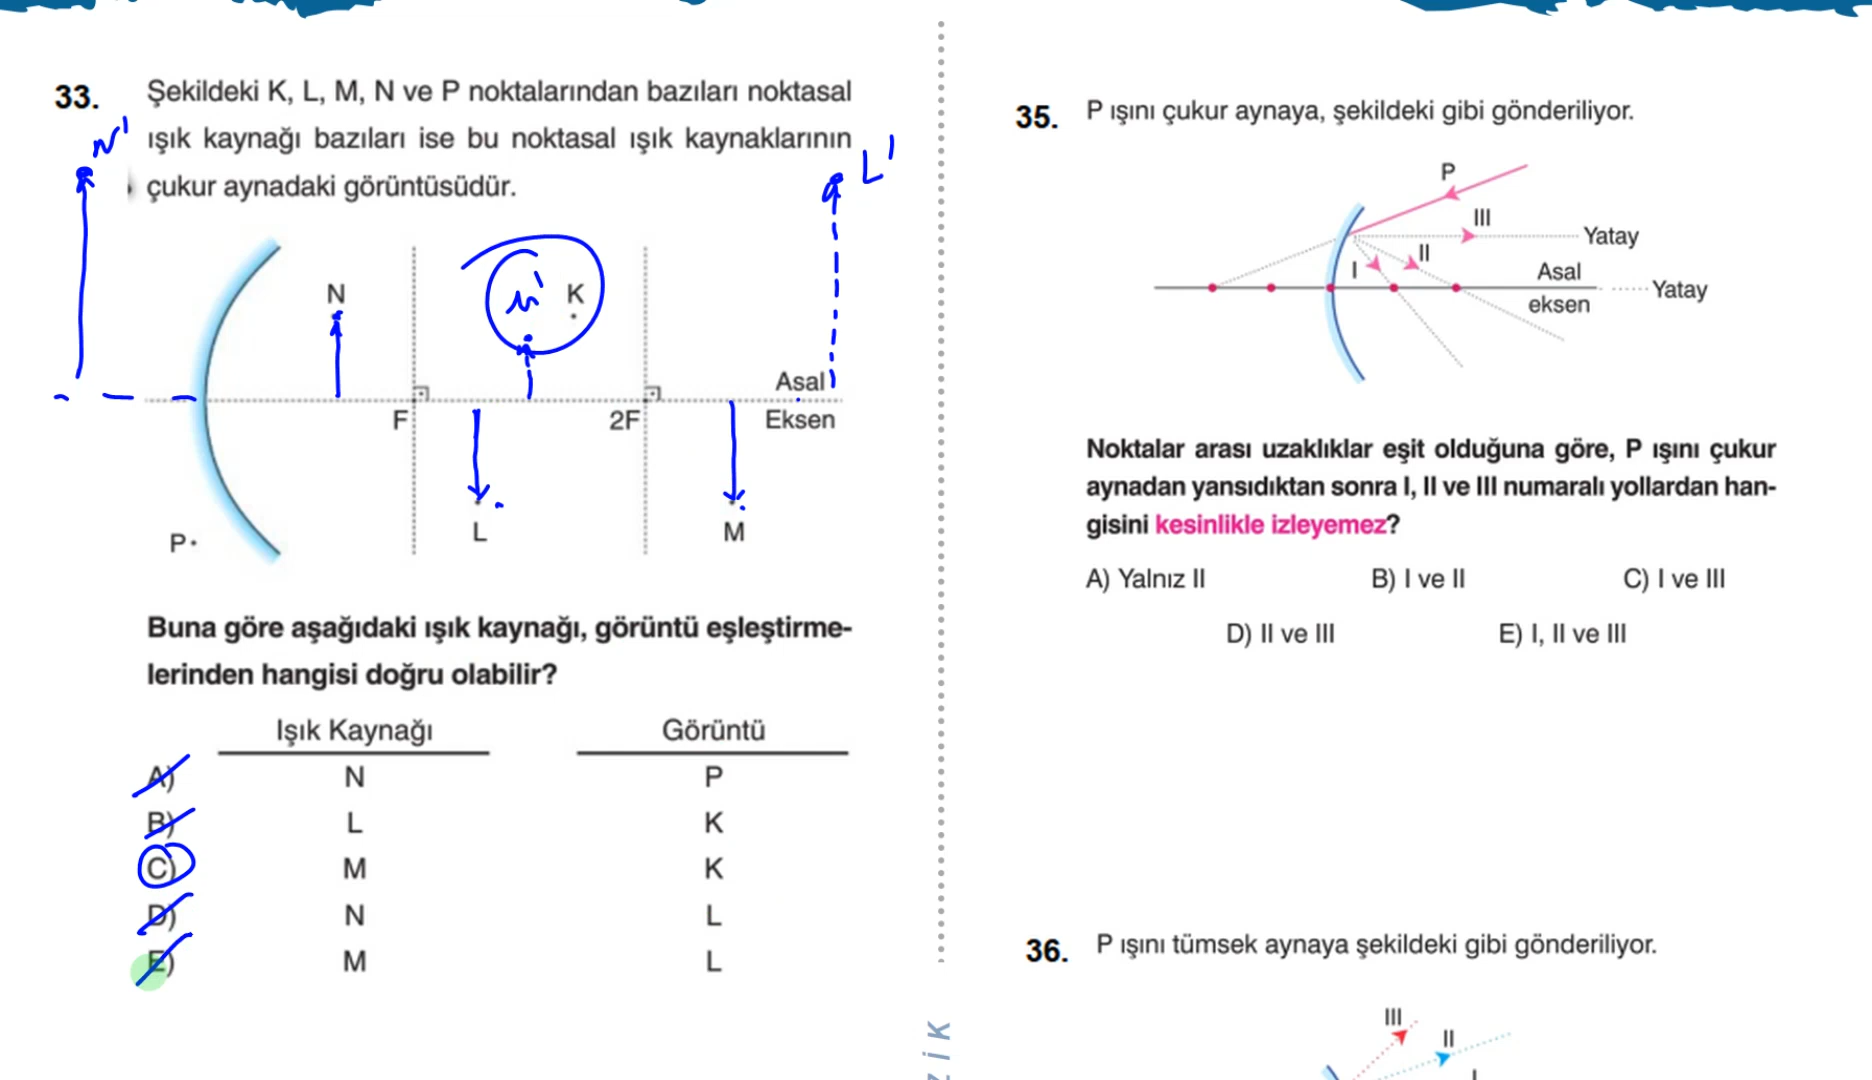 33.
Şekildeki K, L, M, N ve P noktalarından bazıları noktasal
ışık kaynağı bazıları ise bu noktasal ışık kaynaklarının
çukur aynadaki görüntüsüdür.
N'
L'
N
M'
K
Asal
F
2F
Eksen
L
M
P
Buna göre aşağıdaki ışık kaynağı, görüntü eşleştirme-
lerinden hangisi doğru olabilir?
Işık Kaynağı Görüntü
A) N P
B) L K
C) M K
D) N L
E) M L
35.
P ışını çukur aynaya, şekildeki gibi gönderiliyor.
P
III
Yatay
II
I
Asal
eksen
Yatay
Noktalar arası uzaklıklar eşit olduğuna göre, P ışını çukur
aynadan yansıdıktan sonra I, II ve III numaralı yollardan han-
gisini kesinlikle izleyemez?
A) Yalnız II B) I ve II C) I ve III
D) II ve III E) I, II ve III
36.
P ışını tümsek aynaya şekildeki gibi gönderiliyor.
III
II
I
ZİK